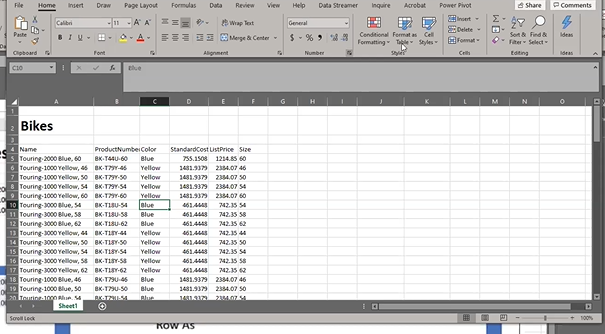 File Home Insert Draw Page Layout Formulas Data Review View Help Data Streamer Inquire Acrobat Power Pivot Share Comments
Calibri 11 Wrap Text General Conditional Format as Cell Insert Sort & Find & Ideas
Paste B I U Merge & Center $ % Formatting Table Styles Delete Filter Select
Format
Clipboard Font Alignment Number Styles Cells Editing Ideas
C10 fx Blue
A B C D E F G H I J K L M N O
1
2 Bikes
3
4 Name ProductNumber Color StandardCost ListPrice Size
5 Touring-2000 Blue, 60 BK-T44U-60 Blue 755.1508 1214.85 60
6 Touring-1000 Yellow, 46 BK-T79Y-46 Yellow 1481.9379 2384.07 46
7 Touring-1000 Yellow, 50 BK-T79Y-50 Yellow 1481.9379 2384.07 50
8 Touring-1000 Yellow, 54 BK-T79Y-54 Yellow 1481.9379 2384.07 54
9 Touring-1000 Yellow, 60 BK-T79Y-60 Yellow 1481.9379 2384.07 60
10 Touring-3000 Blue, 54 BK-T18U-54 Blue 461.4448 742.35 54
11 Touring-3000 Blue, 58 BK-T18U-58 Blue 461.4448 742.35 58
12 Touring-3000 Blue, 62 BK-T18U-62 Blue 461.4448 742.35 62
13 Touring-3000 Yellow, 44 BK-T18Y-44 Yellow 461.4448 742.35 44
14 Touring-3000 Yellow, 50 BK-T18Y-50 Yellow 461.4448 742.35 50
15 Touring-3000 Yellow, 54 BK-T18Y-54 Yellow 461.4448 742.35 54
16 Touring-3000 Yellow, 58 BK-T18Y-58 Yellow 461.4448 742.35 58
17 Touring-3000 Yellow, 62 BK-T18Y-62 Yellow 461.4448 742.35 62
18 Touring-1000 Blue, 46 BK-T79U-46 Blue 1481.9379 2384.07 46
19 Touring-1000 Blue, 50 BK-T79U-50 Blue 1481.9379 2384.07 50
20 Touring-1000 Blue, 54 BK-T79U-54 Blue 1481.9379 2384.07 54
Sheet1
Scroll Lock 100%
Row As